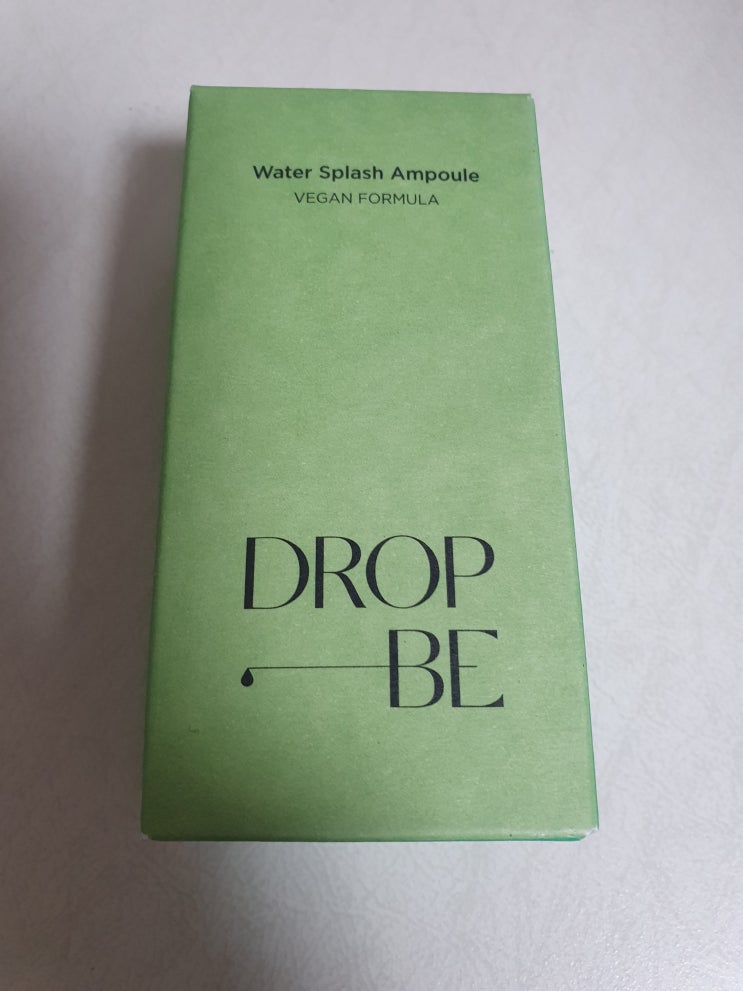 Water Splash Ampoule
VEGAN FORMULA
DROP
BE